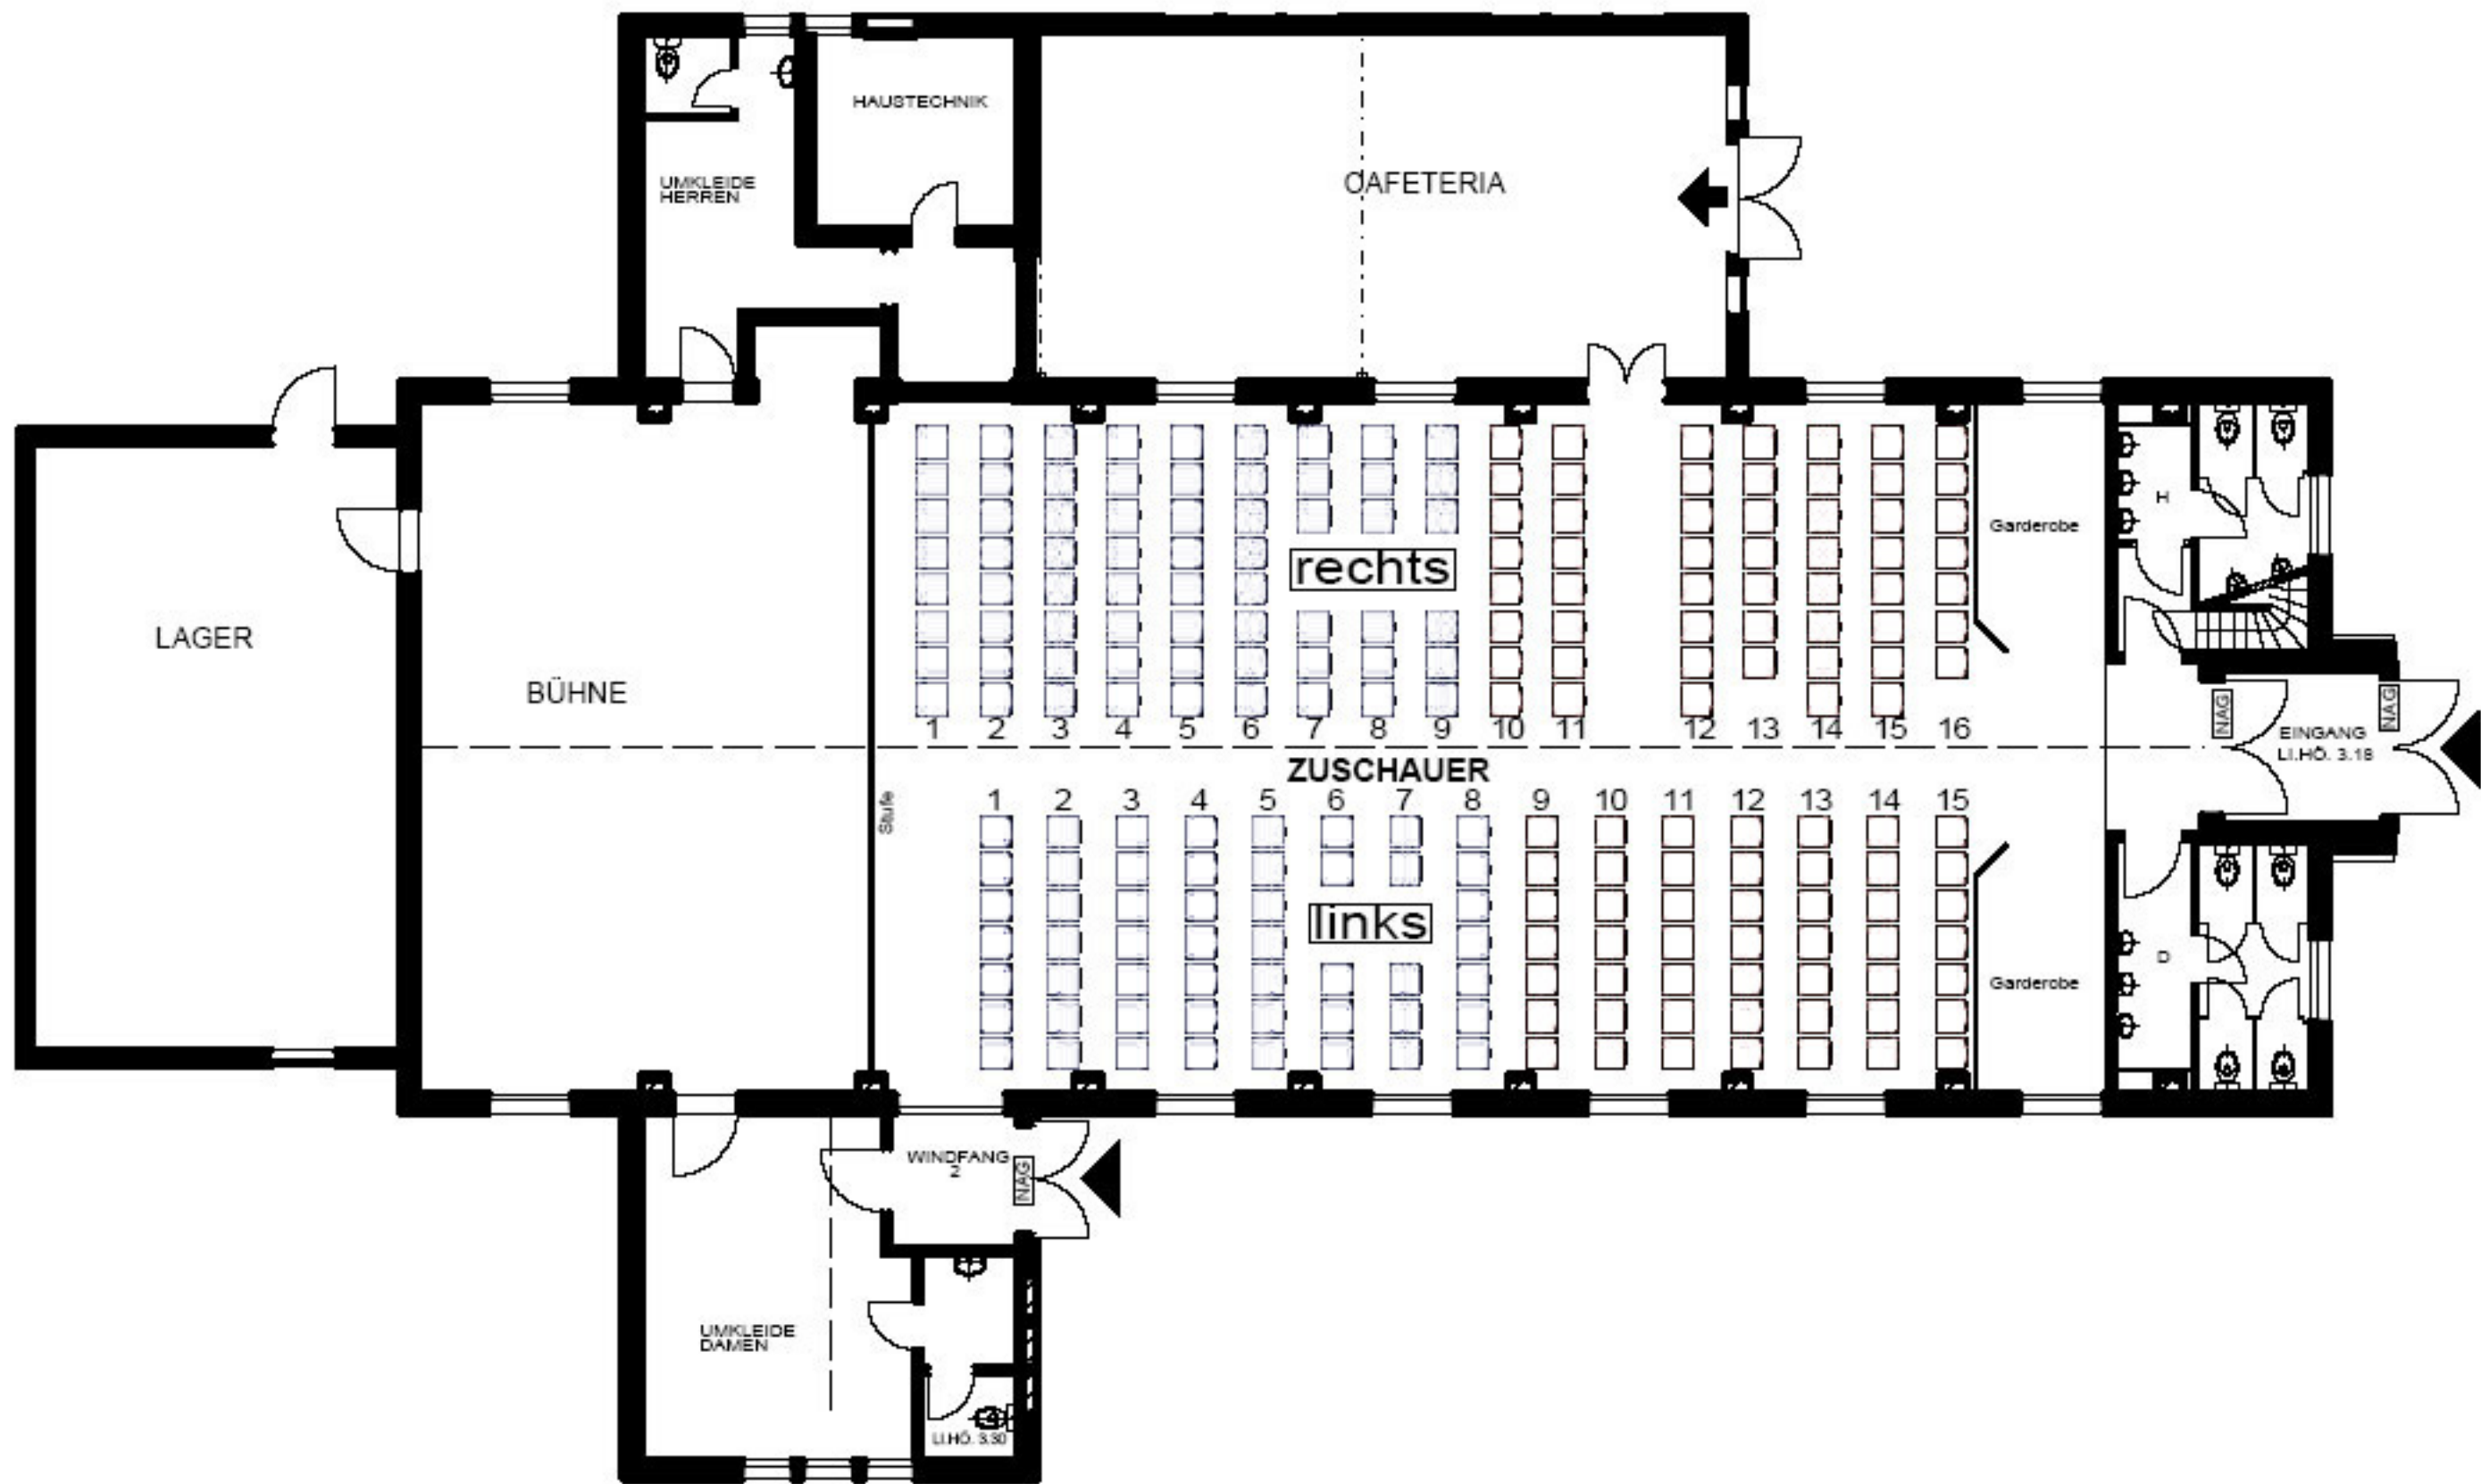 HAUSTECHNIK
UMKLEIDE
HERREN
CAFETERIA
rechts
Garderobe
H
LAGER
BÜHNE
1 2 3 4 5 6 7 8 9 10 11 12 13 14 15 16
NAG
NAG
EINGANG
LI.HÖ. 3.18
ZUSCHAUER
Stufe
1 2 3 4 5 6 7 8 9 10 11 12 13 14 15
links
D
Garderobe
WINDFANG
2
NAG
UMKLEIDE
DAMEN
LI.HÖ. 3.30